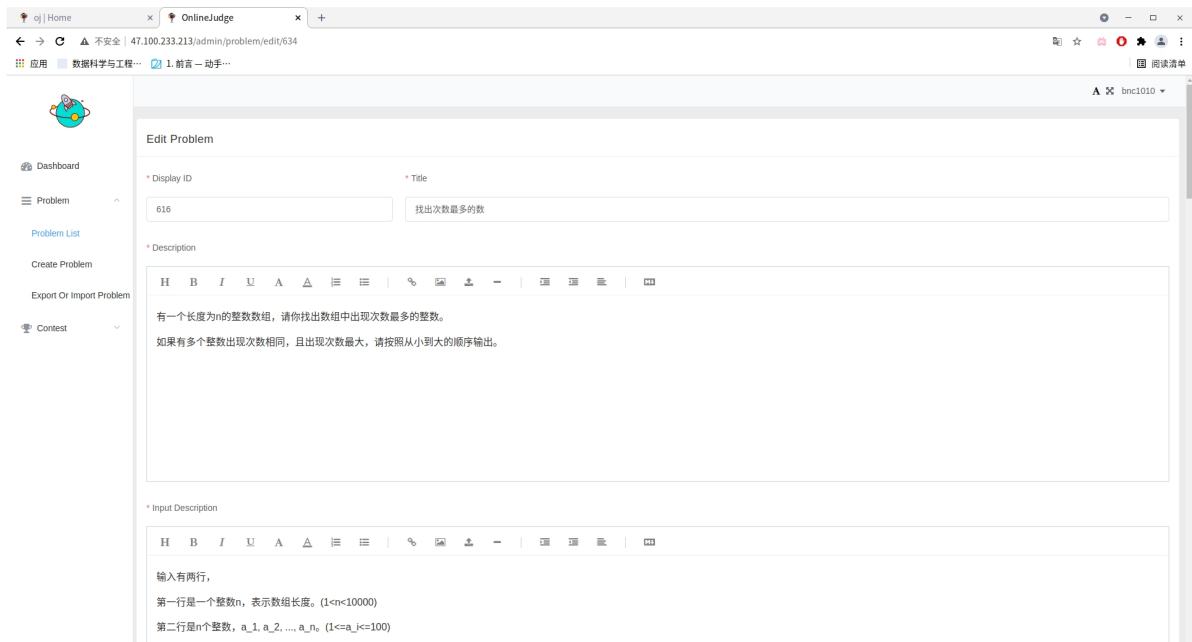 oj | Home
OnlineJudge
不安全 | 47.100.233.213/admin/problem/edit/634
应用 数据科学与工程… 1. 前言 — 动手… 阅读清单
A bnc1010
Edit Problem
Dashboard
* Display ID * Title
Problem
616 找出次数最多的数
Problem List
* Description
Create Problem
H B I U A A
Export Or Import Problem
有一个长度为n的整数数组，请你找出数组中出现次数最多的整数。
Contest
如果有多个整数出现次数相同，且出现次数最大，请按照从小到大的顺序输出。
* Input Description
H B I U A A
输入有两行，
第一行是一个整数n，表示数组长度。(1<n<10000)
第二行是n个整数，a_1, a_2, ..., a_n。(1<=a_i<=100)